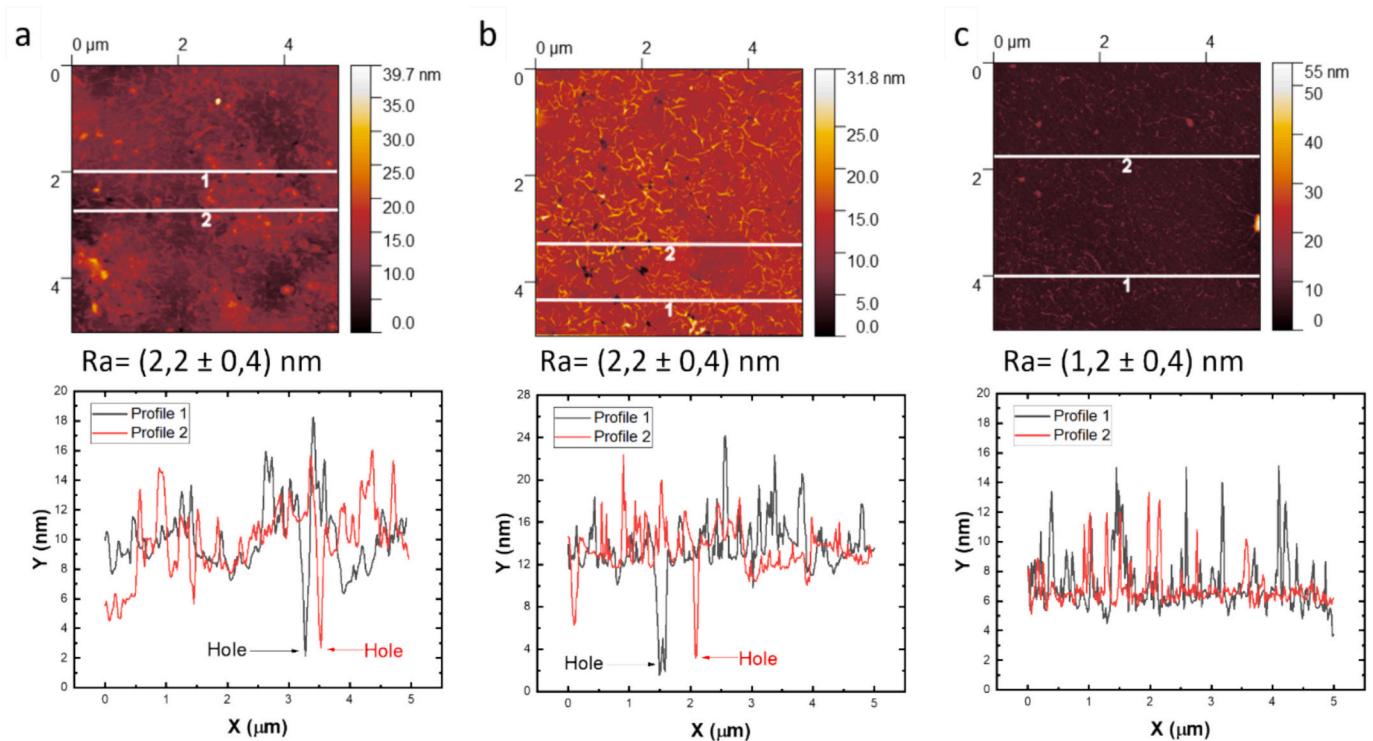 a
0 µm 2 4
0
2
4
1
2
39.7 nm
35.0
30.0
25.0
20.0
15.0
10.0
0.0
b
0 µm 2 4
0
2
4
2
1
31.8 nm
25.0
20.0
15.0
10.0
5.0
0.0
c
0 µm 2 4
0
2
4
2
1
55 nm
50
40
30
20
10
0
Ra= (2,2 ± 0,4) nm
Ra= (2,2 ± 0,4) nm
Ra= (1,2 ± 0,4) nm
Profile 1
Profile 2
Y (nm)
20
18
16
14
12
10
8
6
4
2
0
Hole
Hole
0 1 2 3 4 5
X (µm)
Profile 1
Profile 2
Y (nm)
28
24
20
16
12
8
4
0
Hole
Hole
0 1 2 3 4 5
X (µm)
Profile 1
Profile 2
Y (nm)
20
18
16
14
12
10
8
6
4
2
0
0 1 2 3 4 5
X (µm)